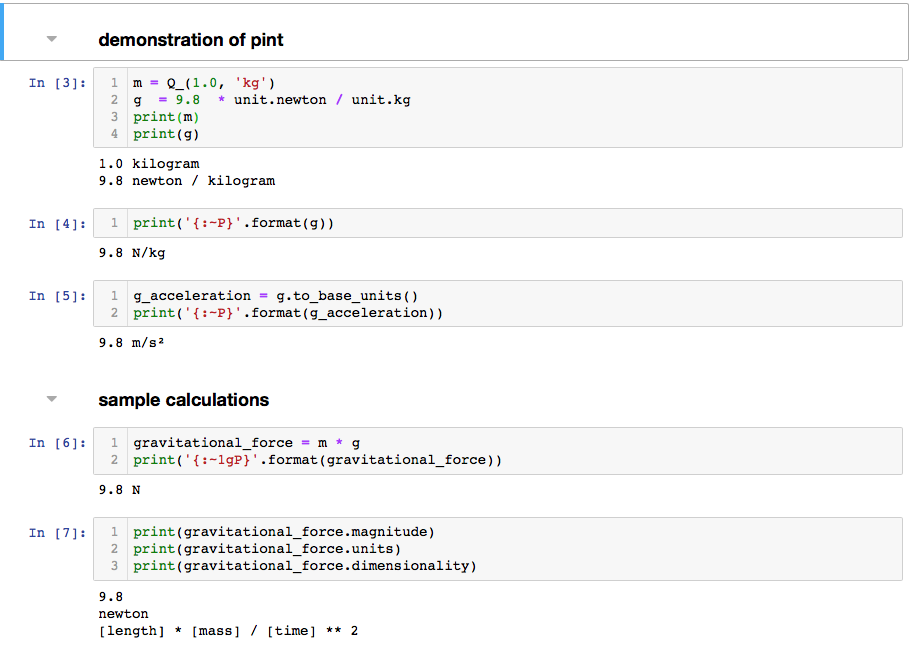 demonstration of pint
In [3]:
1 m = Q_(1.0, 'kg')
2 g  = 9.8  * unit.newton / unit.kg
3 print(m)
4 print(g)
1.0 kilogram
9.8 newton / kilogram
In [4]:
1 print('{:~P}'.format(g))
9.8 N/kg
In [5]:
1 g_acceleration = g.to_base_units()
2 print('{:~P}'.format(g_acceleration))
9.8 m/s²
sample calculations
In [6]:
1 gravitational_force = m * g
2 print('{:~1gP}'.format(gravitational_force))
9.8 N
In [7]:
1 print(gravitational_force.magnitude)
2 print(gravitational_force.units)
3 print(gravitational_force.dimensionality)
9.8
newton
[length] * [mass] / [time] ** 2